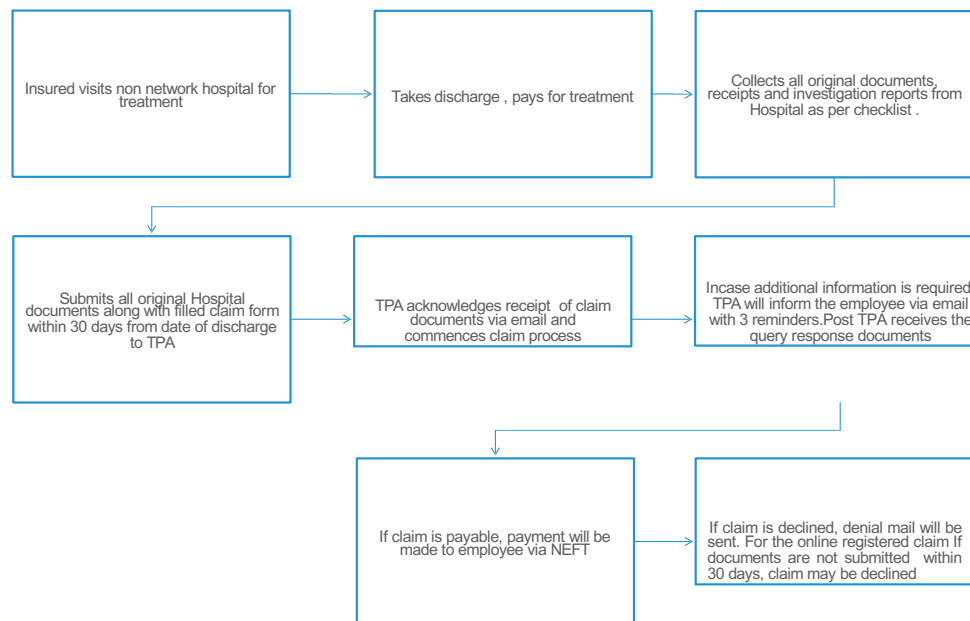 Insured visits non network hospital for
treatment
Takes discharge , pays for treatment
Collects all original documents,
receipts and investigation reports from
Hospital as per checklist .
Submits all original Hospital
documents along with filled claim form
within 30 days from date of discharge
to TPA
TPA acknowledges receipt of claim
documents via email and
commences claim process
Incase additional information is required
TPA will inform the employee via email
with 3 reminders.Post TPA receives the
query response documents
If claim is payable, payment will be
made to employee via NEFT
If claim is declined, denial mail will be
sent. For the online registered claim If
documents are not submitted within
30 days, claim may be declined